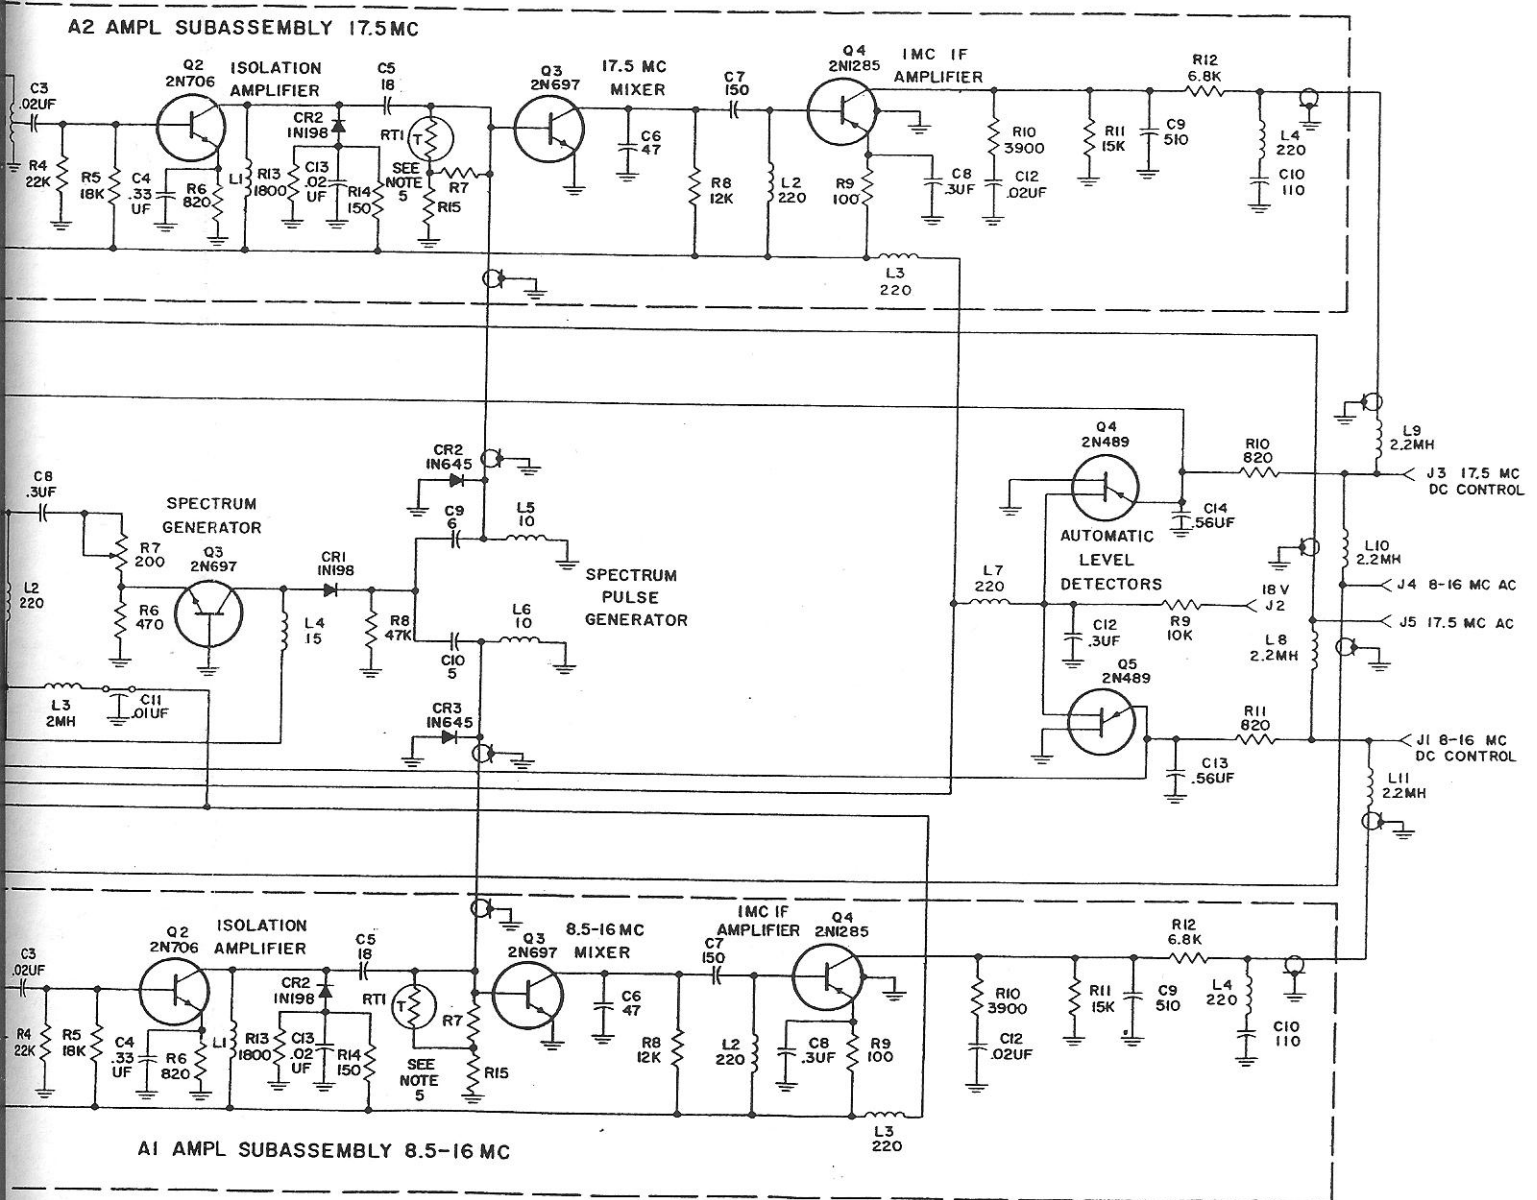 A2 AMPL SUBASSEMBLY 17.5 MC
C3
.02UF
Q2
2N706
ISOLATION
AMPLIFIER
C5
18
Q3
2N697
17.5 MC
MIXER
C7
150
Q4
2N1285
1MC IF
AMPLIFIER
R12
6.8K
CR2
1N198
RT1
T
SEE
NOTE
5
R7
R15
C6
47
R10
3900
R11
15K
C9
510
L4
220
C10
110
R4
22K
R5
18K
C4
.33
UF
R6
820
L1
R13
1800
C13
.02
UF
R14
150
R8
12K
L2
220
R9
100
C8
.3UF
C12
.02UF
L3
220
C8
.3UF
SPECTRUM
GENERATOR
R7
200
Q3
2N697
CR1
1N198
CR2
1N645
C9
6
L5
10
SPECTRUM
PULSE
GENERATOR
L2
220
R6
470
L4
15
R8
47K
L6
10
C10
5
L3
2MH
C11
.01UF
CR3
1N645
Q4
2N489
R10
820
L9
2.2MH
J3 17.5 MC
DC CONTROL
C14
.56UF
AUTOMATIC
LEVEL
DETECTORS
L10
2.2MH
L7
220
18 V
J2
J4 8-16 MC AC
C12
.3UF
R9
10K
L8
2.2MH
J5 17.5 MC AC
Q5
2N489
R11
820
J1 8-16 MC
DC CONTROL
C13
.56UF
L11
2.2MH
C3
.02UF
Q2
2N706
ISOLATION
AMPLIFIER
C5
18
Q3
2N697
8.5-16 MC
MIXER
1MC IF
AMPLIFIER
C7
150
Q4
2N1285
R12
6.8K
CR2
1N198
RT1
T
R7
C6
47
R10
3900
R11
15K
C9
510
L4
220
C10
110
R4
22K
R5
18K
C4
.33
UF
R6
820
L1
R13
1800
C13
.02
UF
R14
150
SEE
NOTE
5
R15
R8
12K
L2
220
C8
.3UF
R9
100
C12
.02UF
L3
220
A1 AMPL SUBASSEMBLY 8.5-16 MC